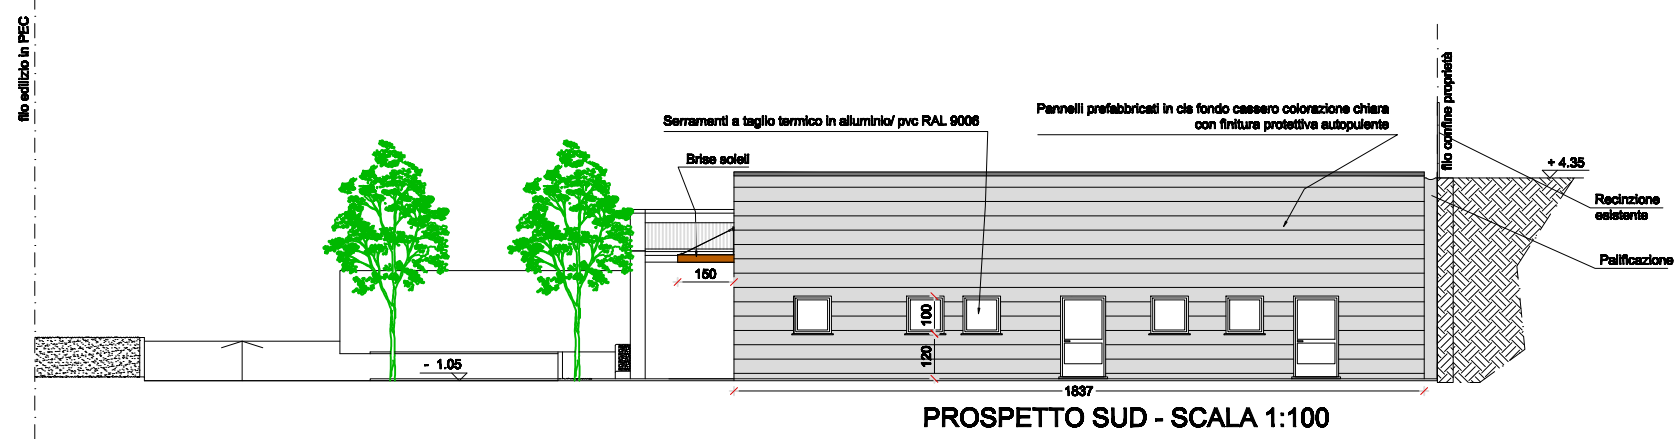 filo edilizio in PEC
Serramenti a taglio termico in alluminio/ pvc RAL 9006
Brise soleil
Pannelli prefabbricati in cls fondo cassero colorazione chiara
con finitura protettiva autopulente
filo confine proprietà
+ 4.35
Recinzione
esistente
Palificazione
150
100
120
- 1.05
1837
PROSPETTO SUD - SCALA 1:100